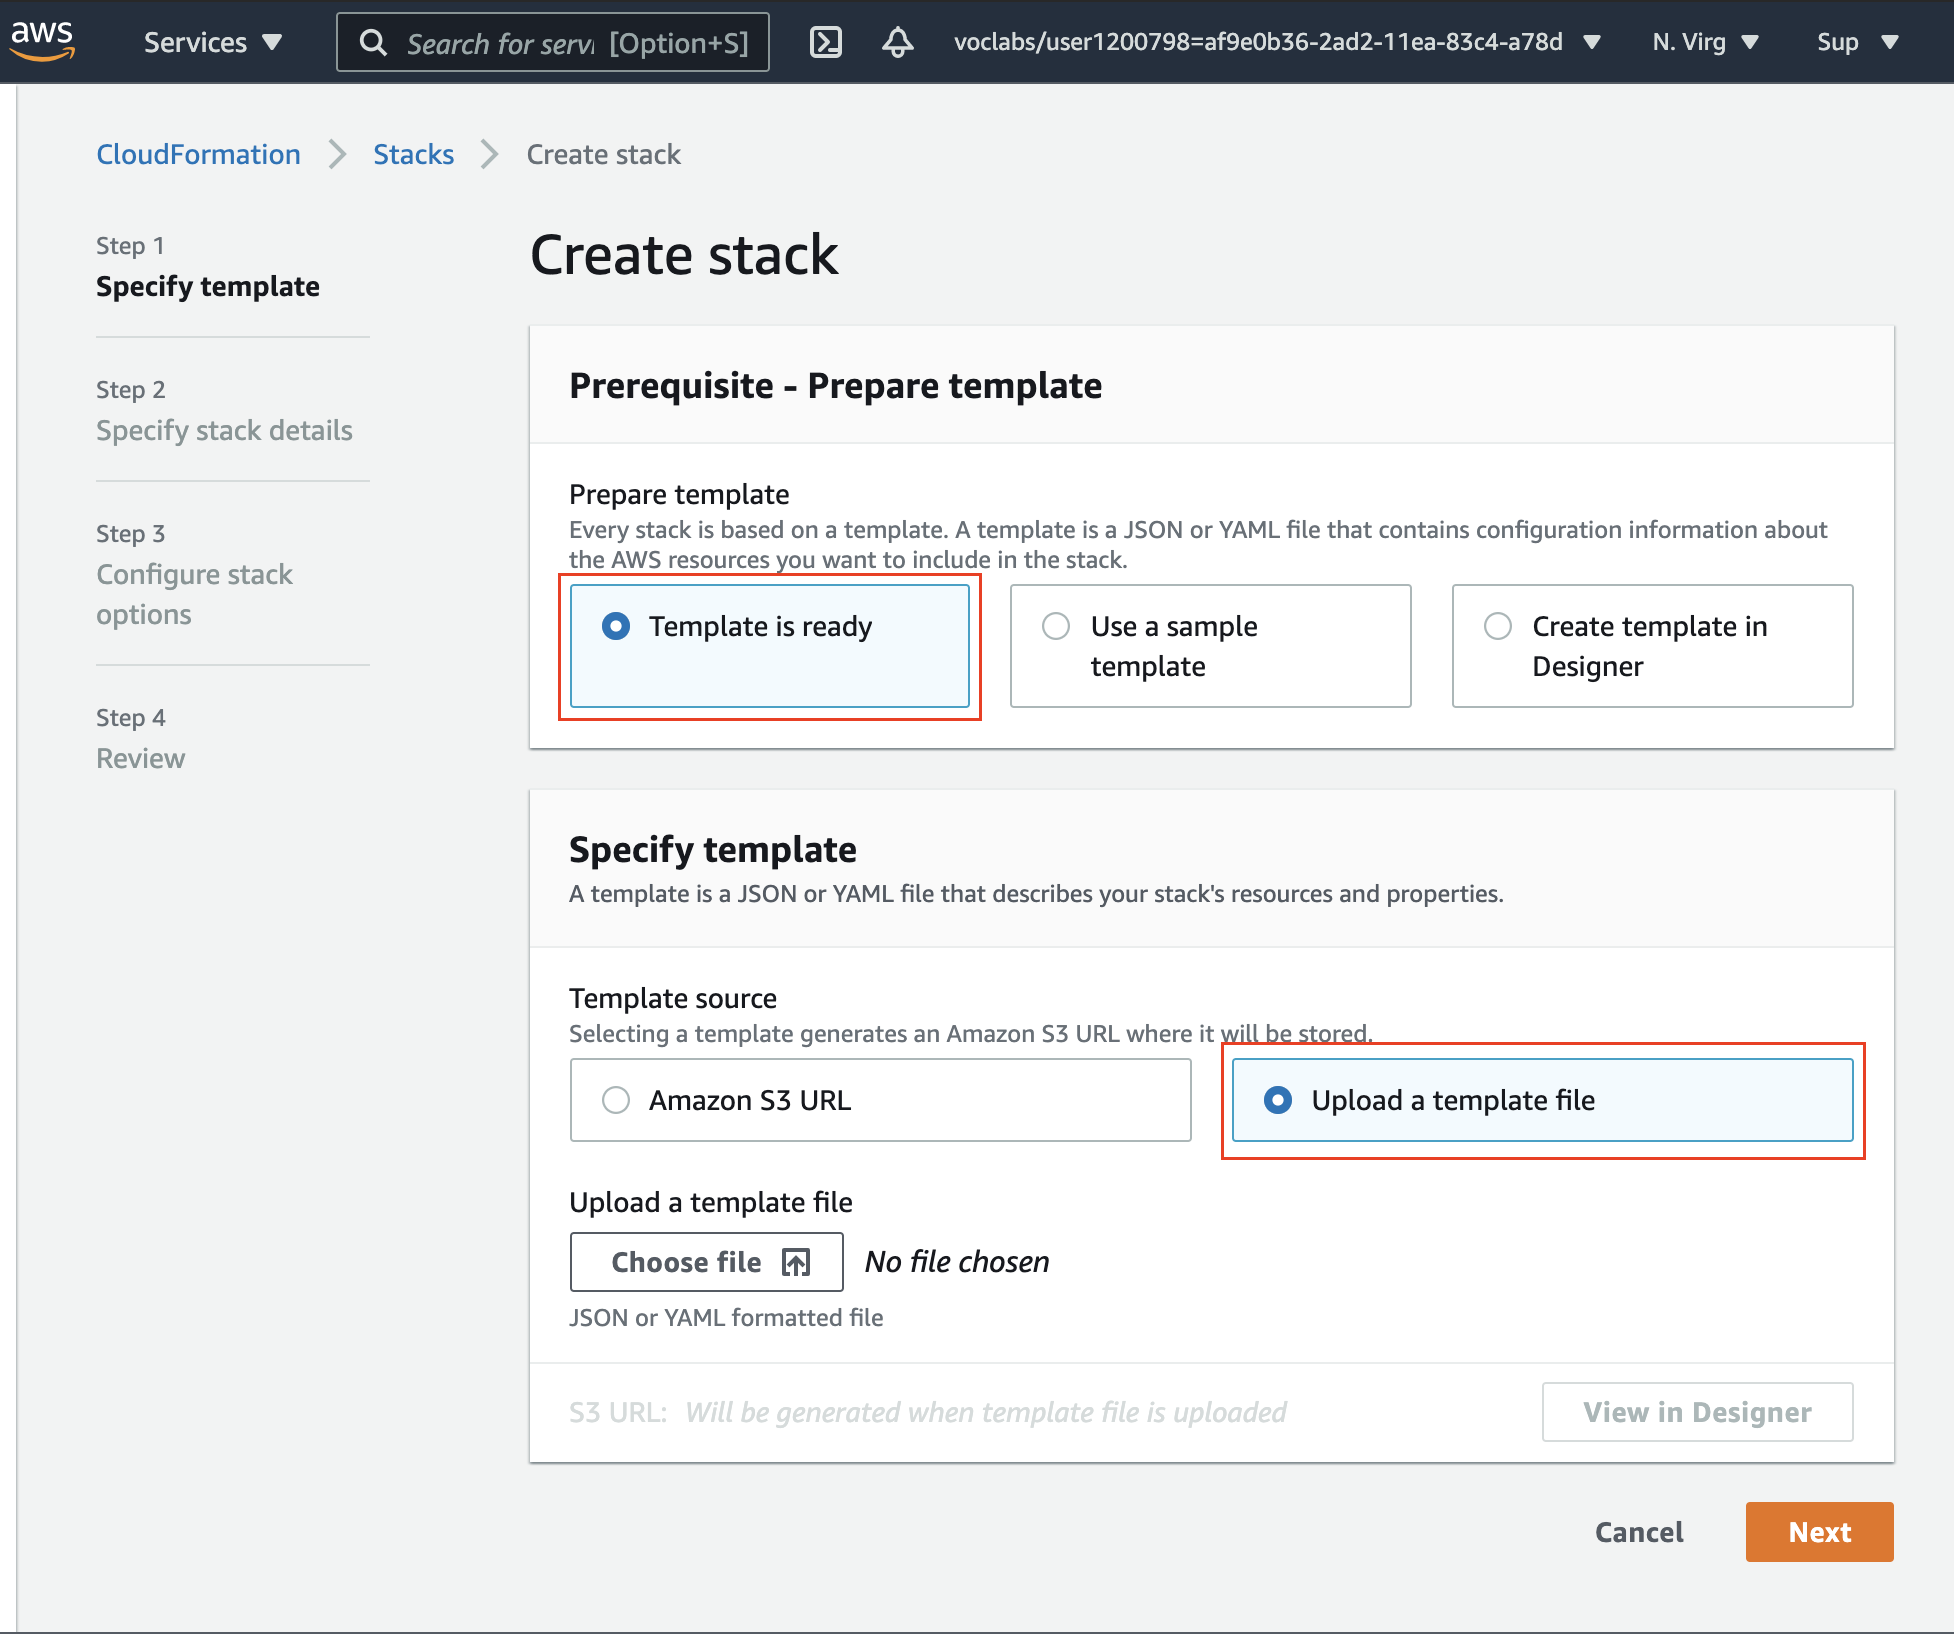 aws
Services
Search for serv [Option+S]
voclabs/user1200798=af9e0b36-2ad2-11ea-83c4-a78d
N. Virg
Sup
CloudFormation
Stacks
Create stack
Step 1
Specify template
Step 2
Specify stack details
Step 3
Configure stack
options
Step 4
Review
Create stack
Prerequisite - Prepare template
Prepare template
Every stack is based on a template. A template is a JSON or YAML file that contains configuration information about
the AWS resources you want to include in the stack.
Template is ready
Use a sample
template
Create template in
Designer
Specify template
A template is a JSON or YAML file that describes your stack's resources and properties.
Template source
Selecting a template generates an Amazon S3 URL where it will be stored.
Amazon S3 URL
Upload a template file
Upload a template file
Choose file
No file chosen
JSON or YAML formatted file
S3 URL: Will be generated when template file is uploaded
View in Designer
Cancel
Next